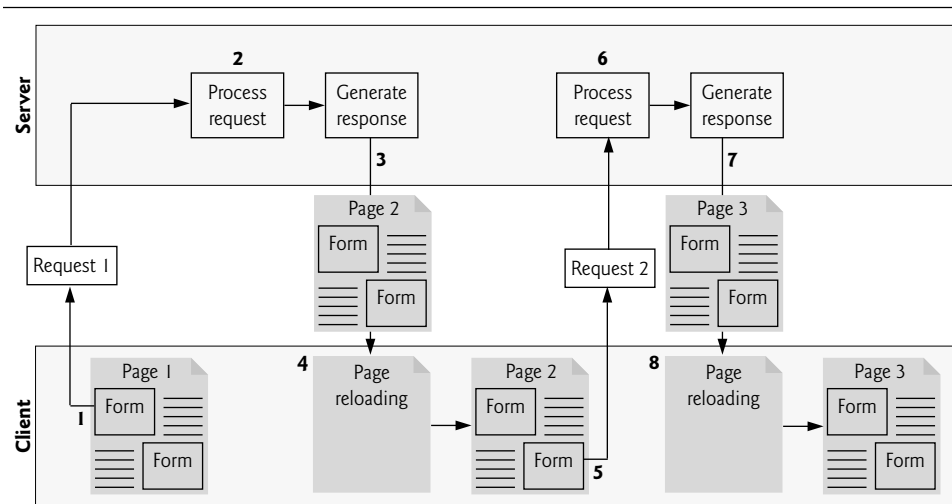 Server
2
Process
request
Generate
response
3
6
Process
request
Generate
response
7
Request 1
Page 2
Form
Form
Request 2
Page 3
Form
Form
Client
Page 1
Form
1
Form
4
Page
reloading
Page 2
Form
Form
5
8
Page
reloading
Page 3
Form
Form